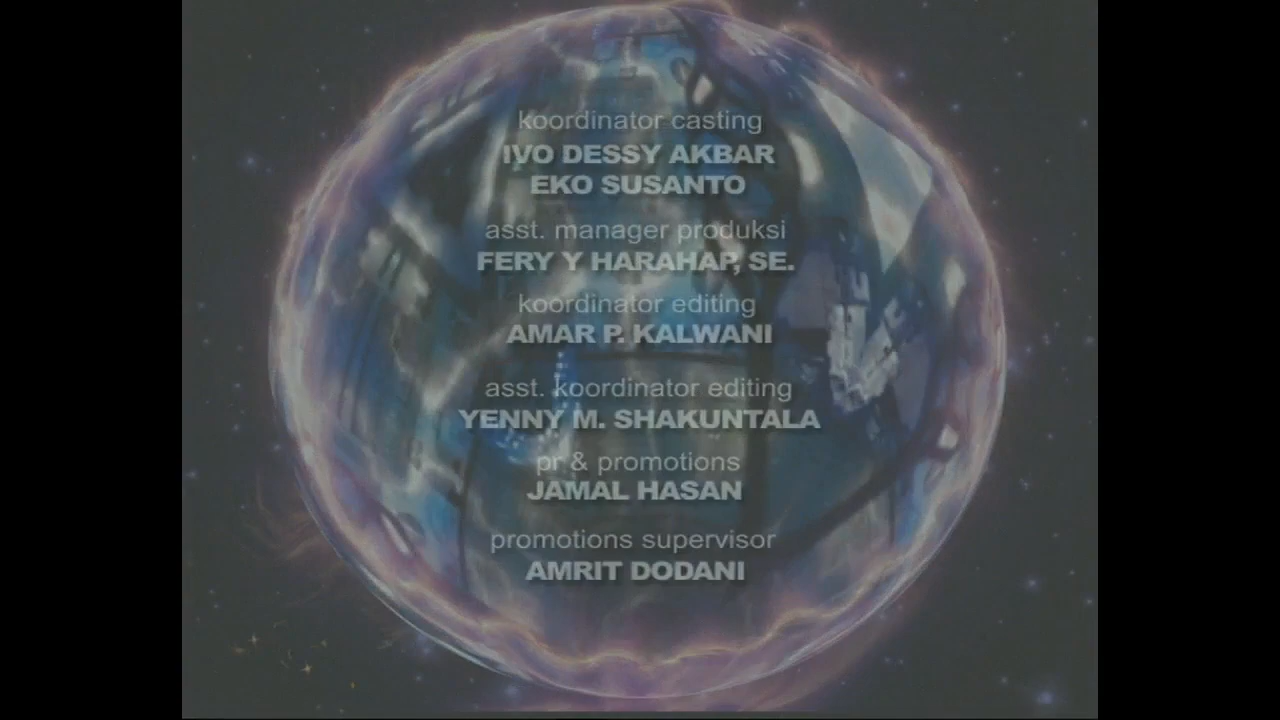 koordinator casting
IVO DESSY AKBAR
EKO SUSANTO
asst. manager produksi
FERY Y HARAHAP, SE.
koordinator editing
AMAR P. KALWANI
asst. koordinator editing
YENNY M. SHAKUNTALA
pr & promotions
JAMAL HASAN
promotions supervisor
AMRIT DODANI